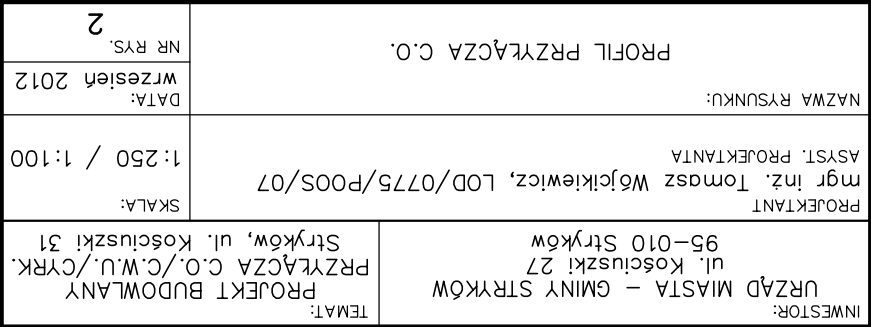 INWESTOR:
URZĄD MIASTA – GMINY STRYKÓW
ul. Kościuszki 27
95–010 Stryków
TEMAT:
PROJEKT BUDOWLANY
PRZYŁĄCZA C.O./C.W.U./CYRK.
Stryków, ul. Kościuszki 31
PROJEKTANT
mgr inż. Tomasz Wójcikiewicz, LOD/0775/POOS/07
ASYST. PROJEKTANTA
SKALA:
1:250 / 1:100
NAZWA RYSUNKU:
PROFIL PRZYŁĄCZA C.O.
DATA:
wrzesień 2012
NR RYS.
2